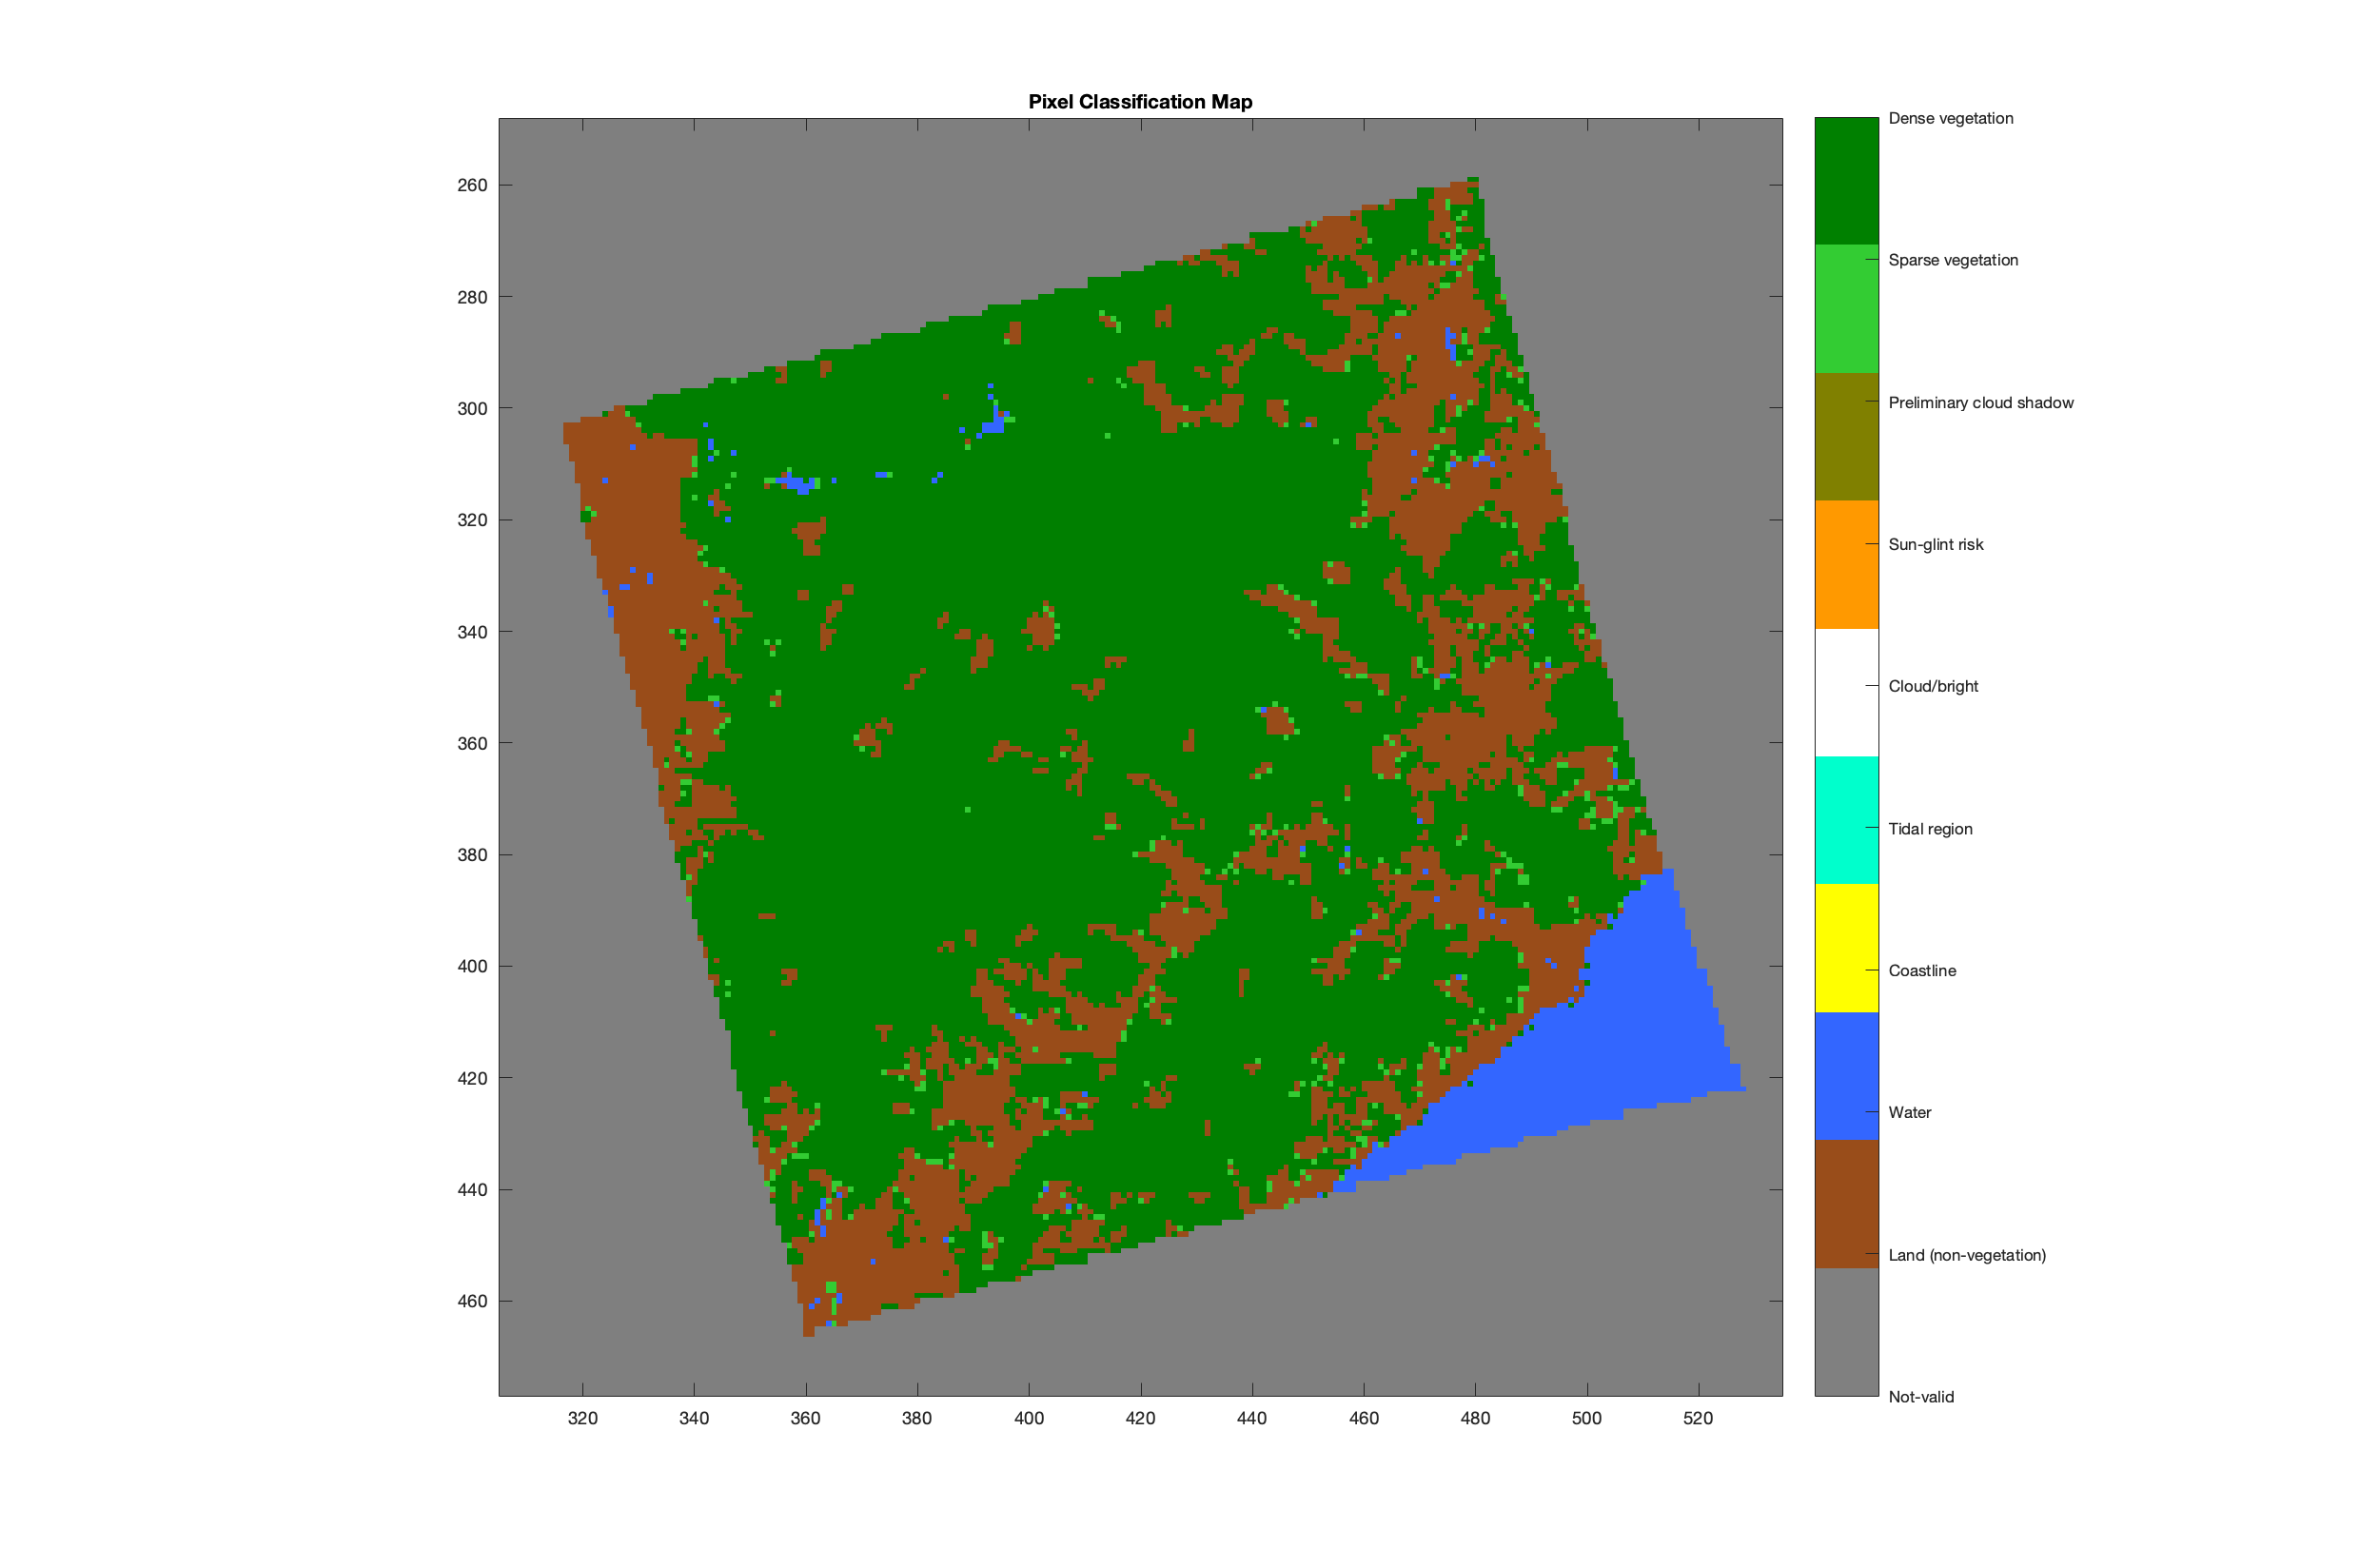 Pixel Classification Map
260
280
300
320
340
360
380
400
420
440
460
320
340
360
380
400
420
440
460
480
500
520
Dense vegetation
Sparse vegetation
Preliminary cloud shadow
Sun-glint risk
Cloud/bright
Tidal region
Coastline
Water
Land (non-vegetation)
Not-valid